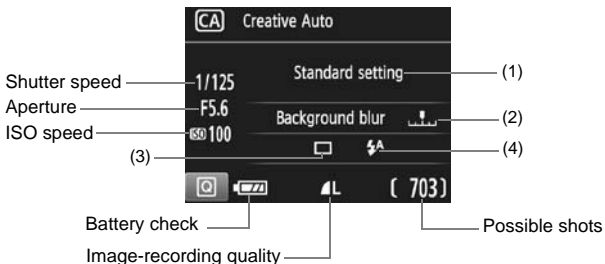 CA Creative Auto
Shutter speed 1/125 Standard setting (1)
Aperture F5.6 Background blur (2)
ISO speed ISO 100
(3) A (4)
Q L ( 703)
Battery check Possible shots
Image-recording quality